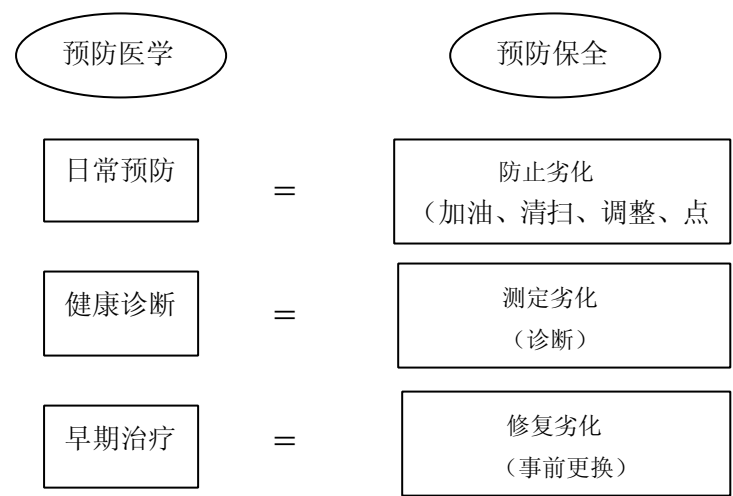 预防医学
预防保全
日常预防
=
防止劣化
（加油、清扫、调整、点
健康诊断
=
测定劣化
（诊断）
早期治疗
=
修复劣化
（事前更换）